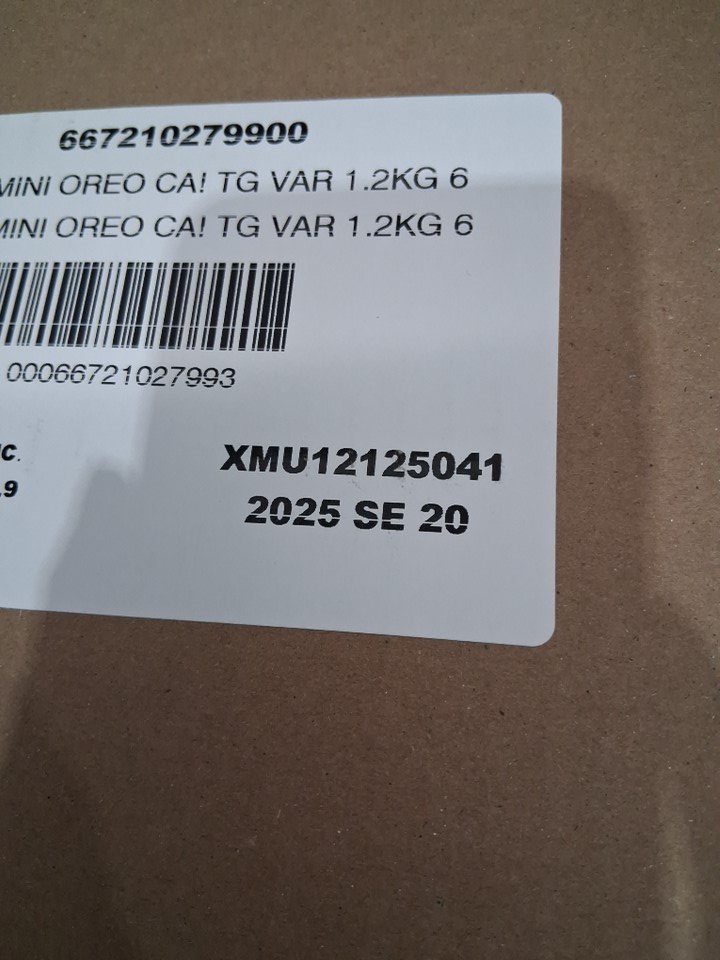 667210279900
MINI OREO CA! TG VAR 1.2KG 6
MINI OREO CA! TG VAR 1.2KG 6
00066721027993
C.
.9
XMU12125041
2025 SE 20